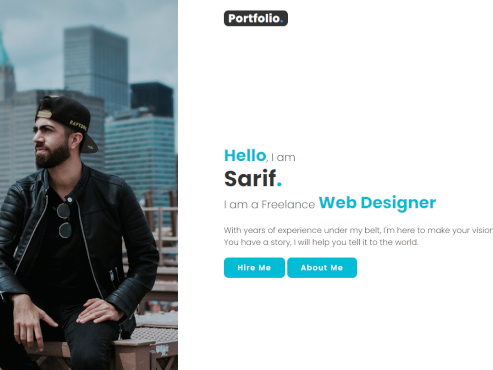 Portfolio.
Hello, I am
Sarif.
I am a Freelance Web Designer
With years of experience under my belt, I'm here to make your vision
You have a story, I will help you tell it to the world.
Hire Me
About Me